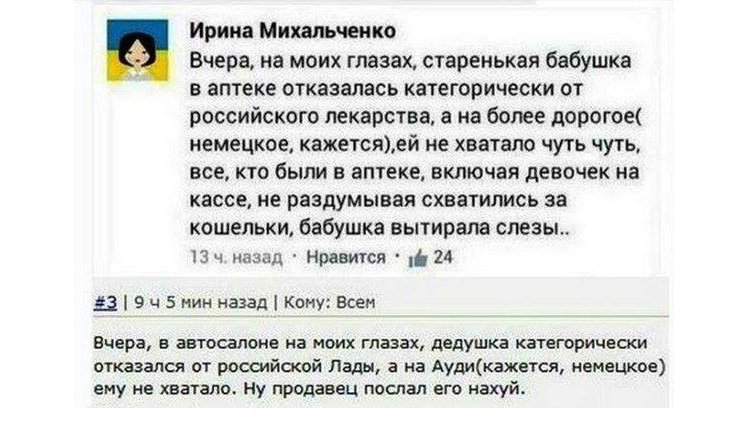 Ирина Михальченко
Вчера, на моих глазах, старенькая бабушка
в аптеке отказалась категорически от
российского лекарства, а на более дорогое(
немецкое, кажется),ей не хватало чуть чуть,
все, кто были в аптеке, включая девочек на
кассе, не раздумывая схватились за
кошельки, бабушка вытирала слезы..
13 ч. назад · Нравится · 24
#3 | 9 ч 5 мин назад | Кому: Всем
Вчера, в автосалоне на моих глазах, дедушка категорически
отказался от российской Лады, а на Ауди(кажется, немецкое)
ему не хватало. Ну продавец послал его нахуй.